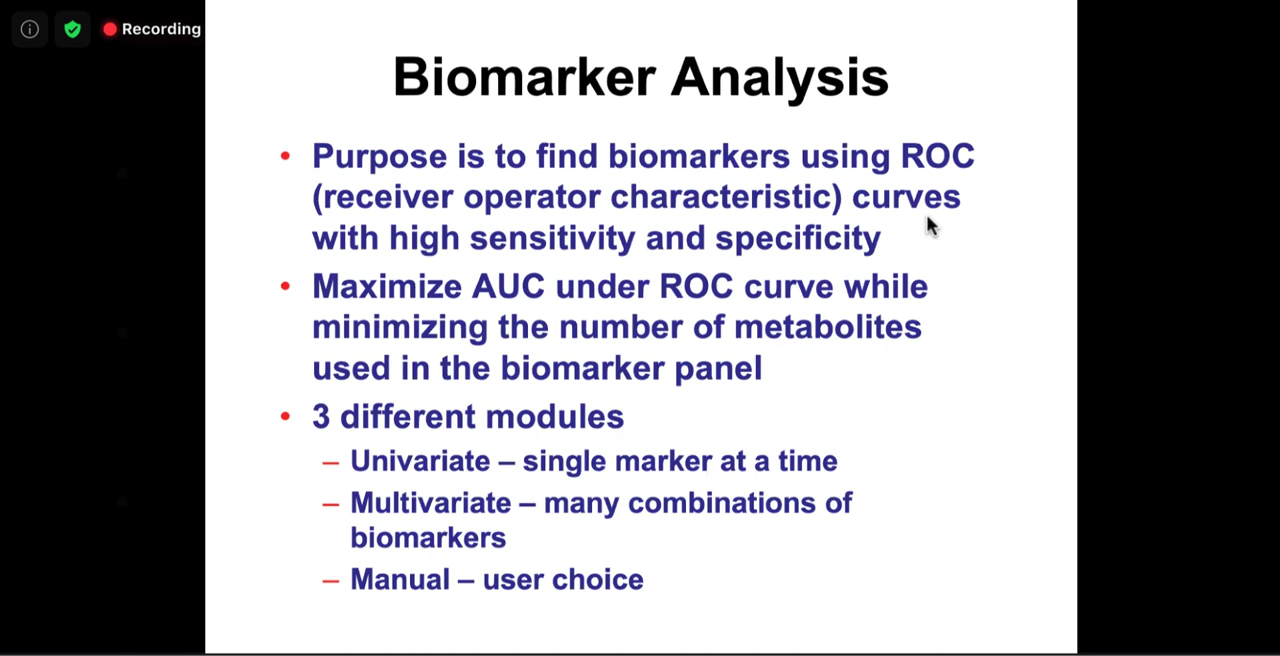 Recording
Biomarker Analysis
• Purpose is to find biomarkers using ROC
(receiver operator characteristic) curves
with high sensitivity and specificity
• Maximize AUC under ROC curve while
minimizing the number of metabolites
used in the biomarker panel
• 3 different modules
– Univariate – single marker at a time
– Multivariate – many combinations of
biomarkers
– Manual – user choice